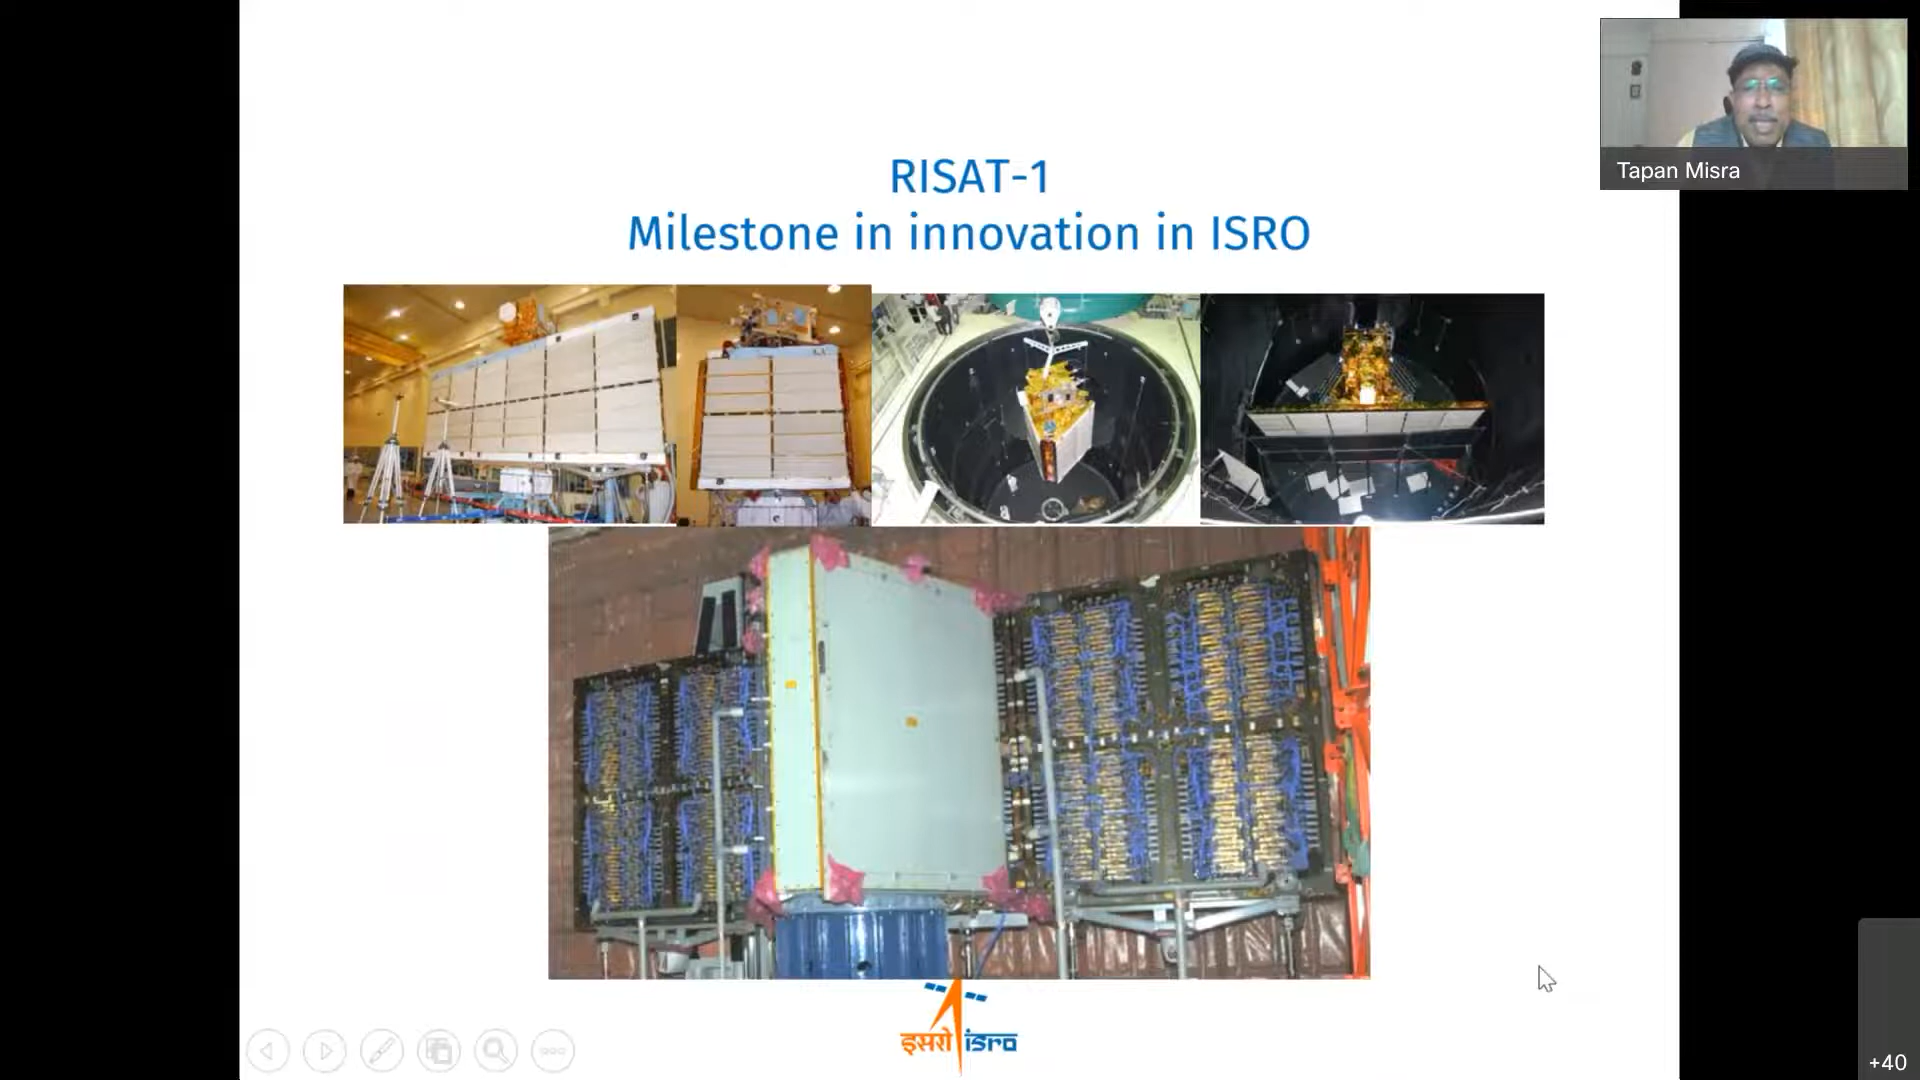 RISAT-1
Milestone in innovation in ISRO
Tapan Misra
इसरो isro
+40